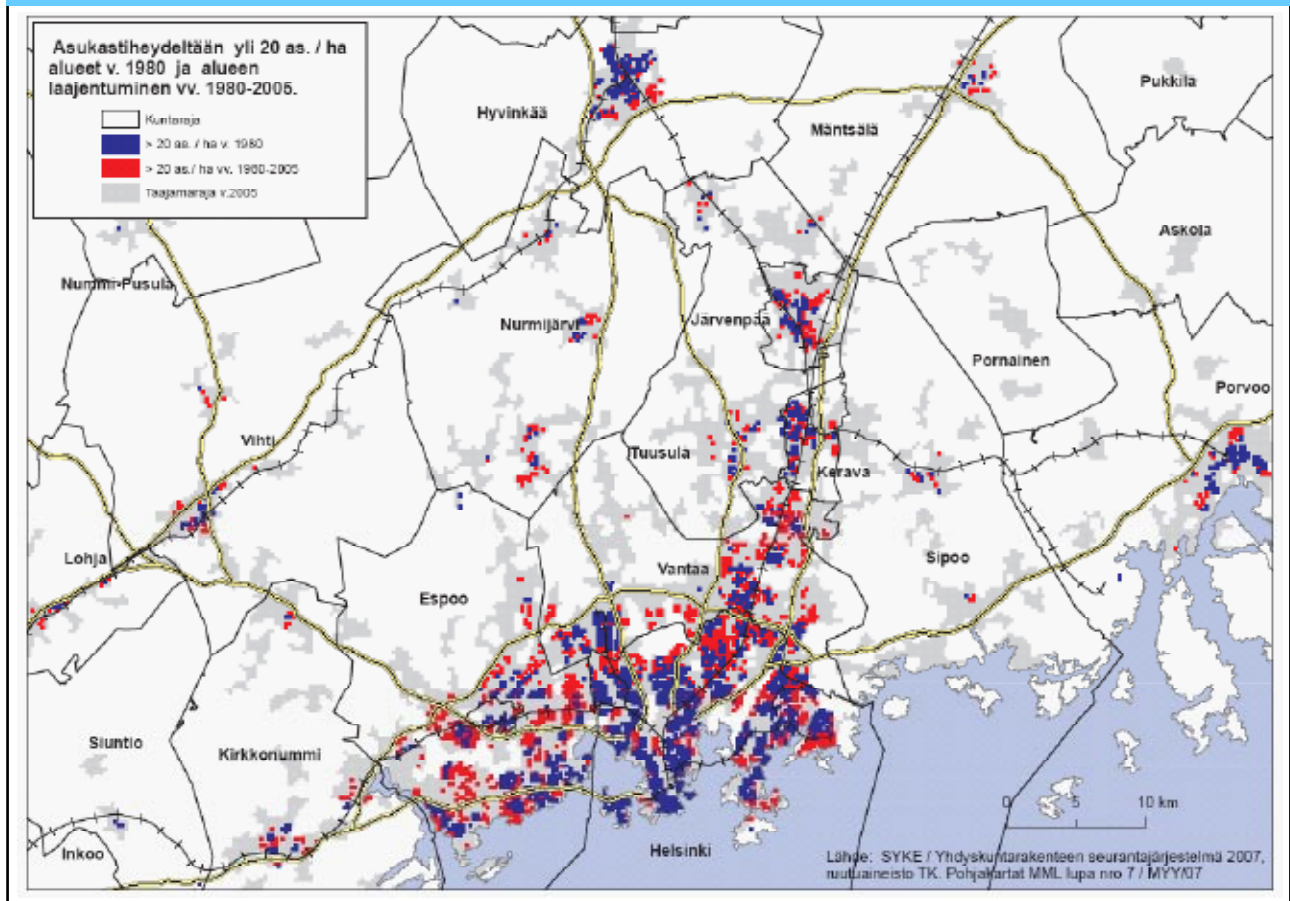 Asukastiheydeltään yli 20 as. / ha
alueet v. 1980 ja alueen
laajentuminen vv. 1980-2005.
Kuntaraja
> 20 as./ ha v. 1980
> 20 as./ ha vv. 1980-2005
Taajamaraja v.2005
Pukkila
Hyvinkää
Mäntsälä
Askola
Nummi-Pusula
Nurmijärvi
Järvenpää
Pornainen
Porvoo
Vihti
Tuusula
Kerava
Lohja
Vantaa
Sipoo
Espoo
Siuntio
Kirkkonummi
0 5 10 km
Inkoo
Helsinki
Lähde: SYKE / Yhdyskuntarakenteen seurantajärjestelmä 2007,
ruutuaineisto TK. Pohjakartat MML lupa nro 7 / MYY/07